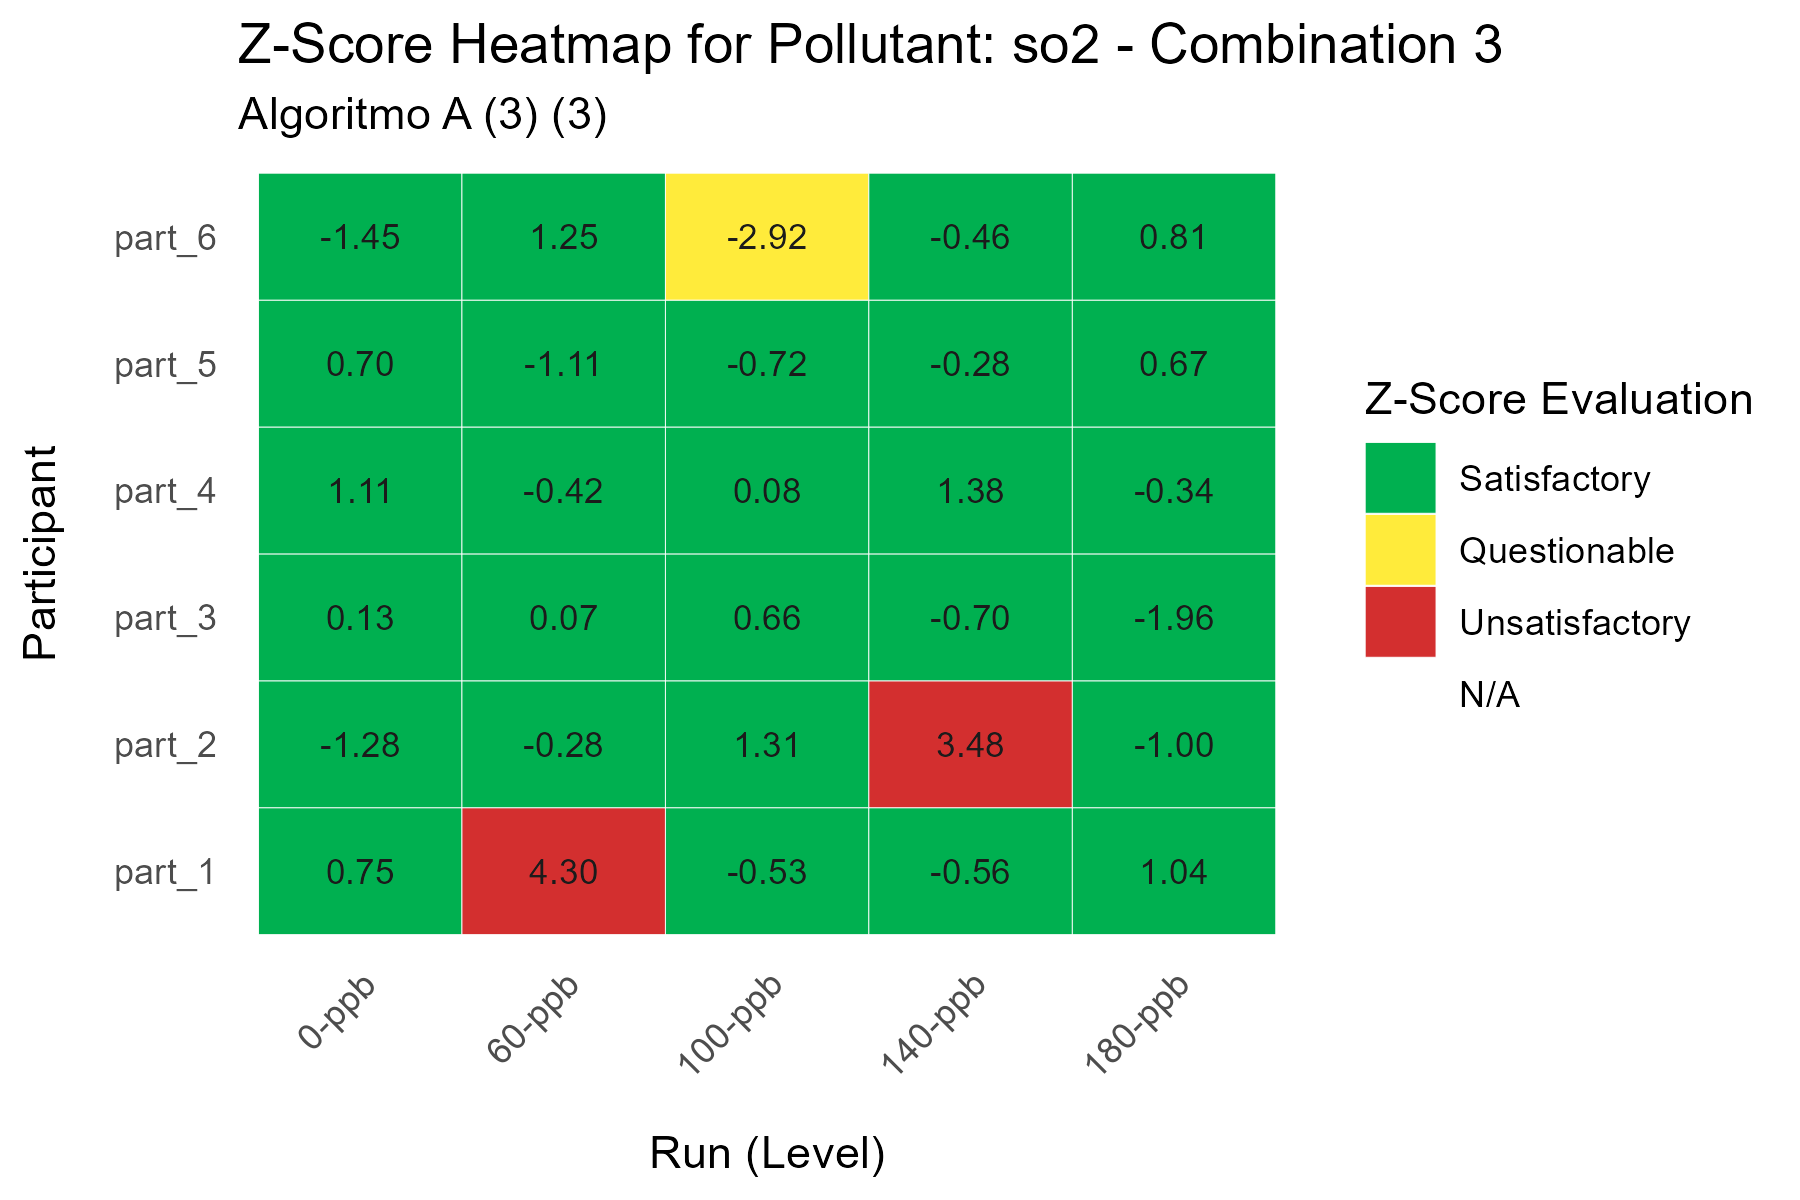 Z-Score Heatmap for Pollutant: so2 - Combination 3
Algoritmo A (3) (3)
Participant
part_6 -1.45 1.25 -2.92 -0.46 0.81
part_5 0.70 -1.11 -0.72 -0.28 0.67
part_4 1.11 -0.42 0.08 1.38 -0.34
part_3 0.13 0.07 0.66 -0.70 -1.96
part_2 -1.28 -0.28 1.31 3.48 -1.00
part_1 0.75 4.30 -0.53 -0.56 1.04
0-ppb 60-ppb 100-ppb 140-ppb 180-ppb
Run (Level)
Z-Score Evaluation
Satisfactory
Questionable
Unsatisfactory
N/A